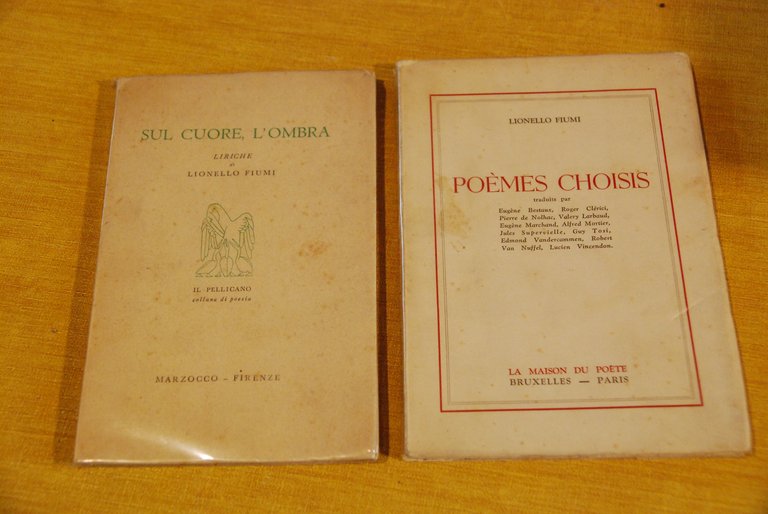 SUL CUORE, L'OMBRA
LIRICHE
di
LIONELLO FIUMI
IL PELLICANO
collana di poesia
MARZOCCO - FIRENZE
LIONELLO FIUMI
POÈMES CHOISIS
traduits par
Eugène Bestaux, Roger Clérici,
Pierre de Nolhac, Valery Larbaud,
Eugène Marchand, Alfred Mortier,
Jules Supervielle, Guy Tosi,
Edmond Vandercammen, Robert
Van Nuffel, Lucien Vincendon.
LA MAISON DU POÈTE
BRUXELLES — PARIS